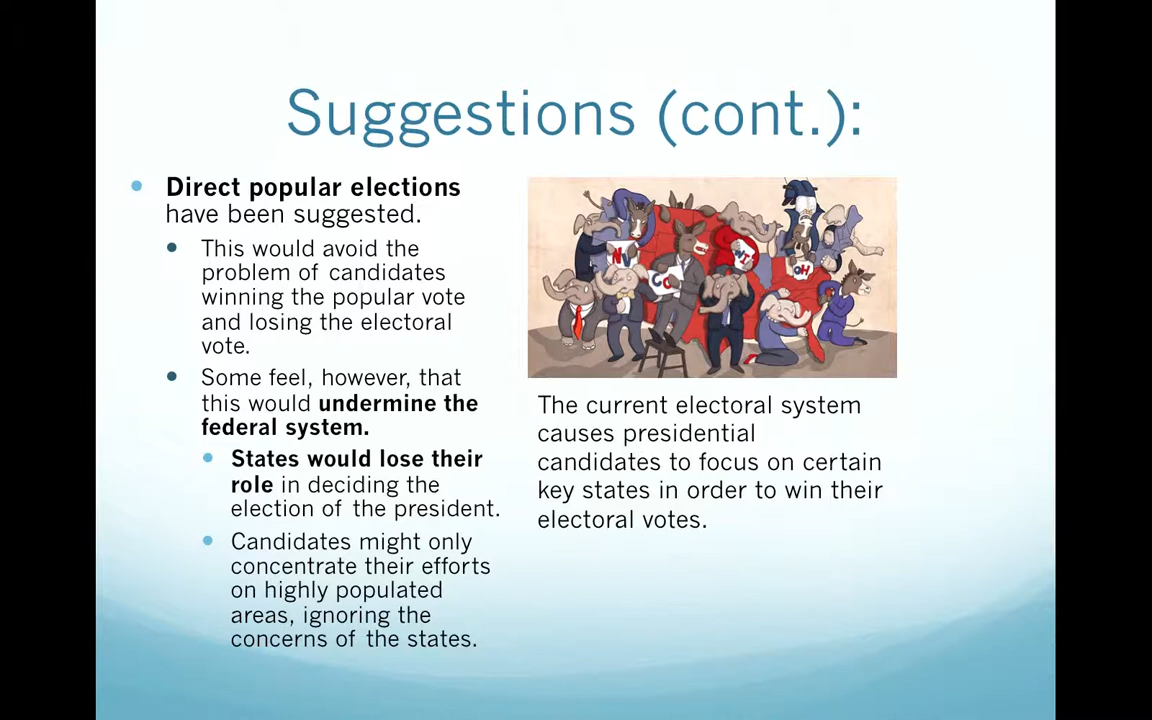 Suggestions (cont.):
Direct popular elections
have been suggested.
This would avoid the
problem of candidates
winning the popular vote
and losing the electoral
vote.
Some feel, however, that
this would undermine the
federal system.
States would lose their
role in deciding the
election of the president.
Candidates might only
concentrate their efforts
on highly populated
areas, ignoring the
concerns of the states.
NV
CO
OH
The current electoral system
causes presidential
candidates to focus on certain
key states in order to win their
electoral votes.